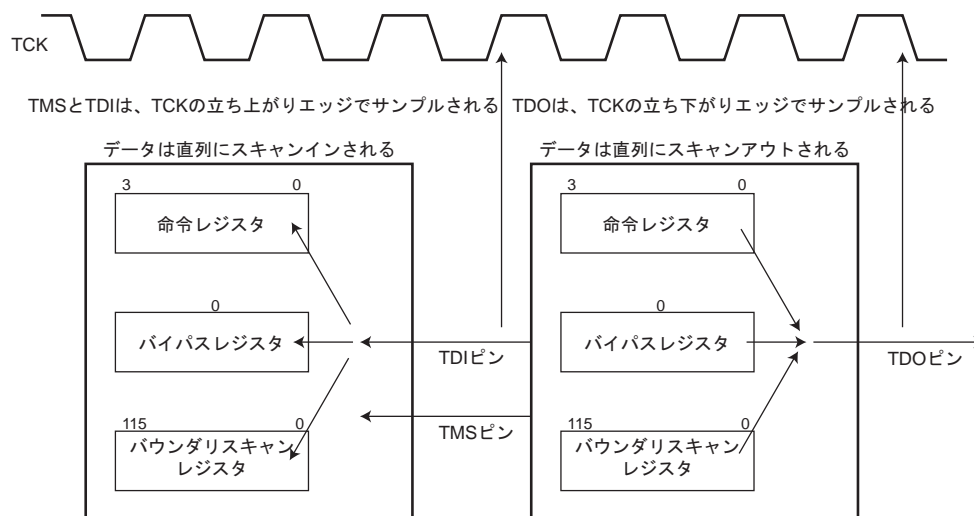 TCK
TMSとTDIは、TCKの立ち上がりエッジでサンプルされる
TDOは、TCKの立ち下がりエッジでサンプルされる
データは直列にスキャンインされる
3 0
命令レジスタ
0
バイパスレジスタ
115 0
バウンダリスキャン
レジスタ
TDIピン
TMSピン
データは直列にスキャンアウトされる
3 0
命令レジスタ
0
バイパスレジスタ
115 0
バウンダリスキャン
レジスタ
TDOピン